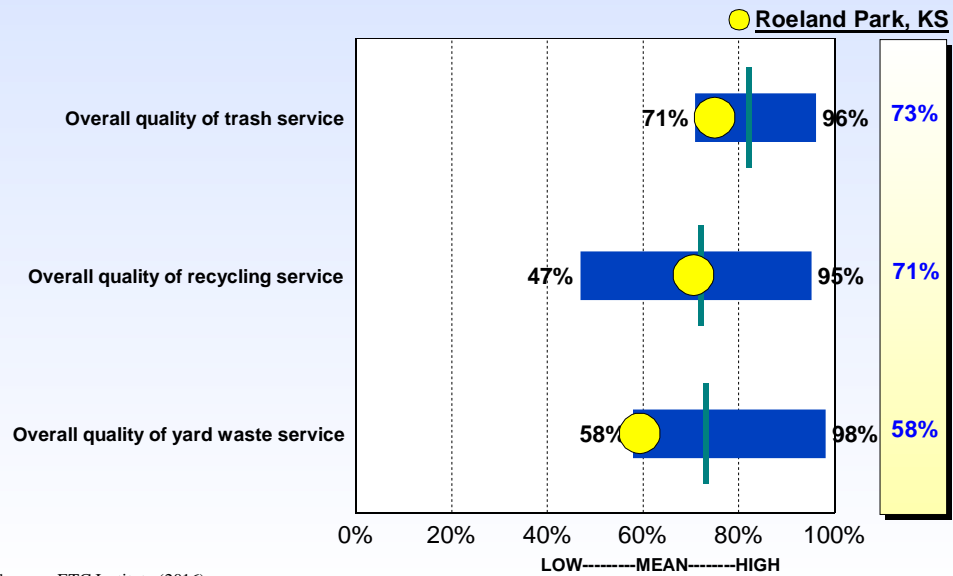 Roeland Park, KS
Overall quality of trash service 71% 96% 73%
Overall quality of recycling service 47% 95% 71%
Overall quality of yard waste service 58% 98% 58%
0% 20% 40% 60% 80% 100%
LOW---------MEAN--------HIGH